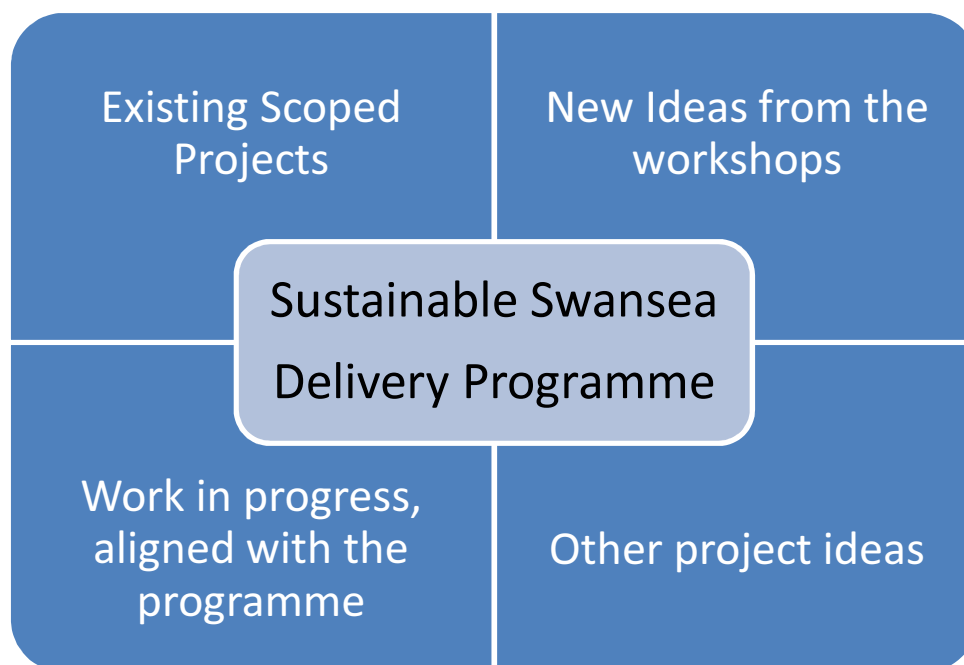 Existing Scoped
Projects
New Ideas from the
workshops
Sustainable Swansea
Delivery Programme
Work in progress,
aligned with the
programme
Other project ideas